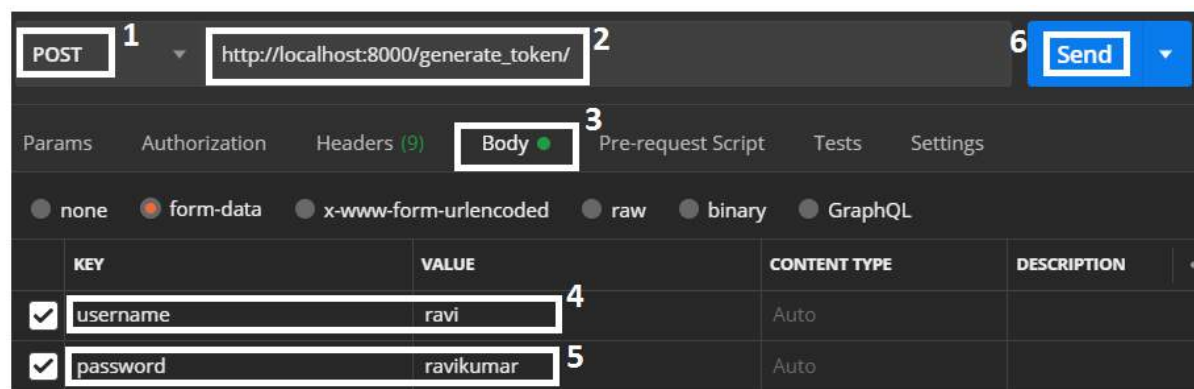 POST 1 http://localhost:8000/generate_token/ 2 6 Send
3
Params Authorization Headers (9) Body Pre-request Script Tests Settings
none form-data x-www-form-urlencoded raw binary GraphQL
KEY VALUE CONTENT TYPE DESCRIPTION
username ravi 4 Auto
password ravikumar 5 Auto